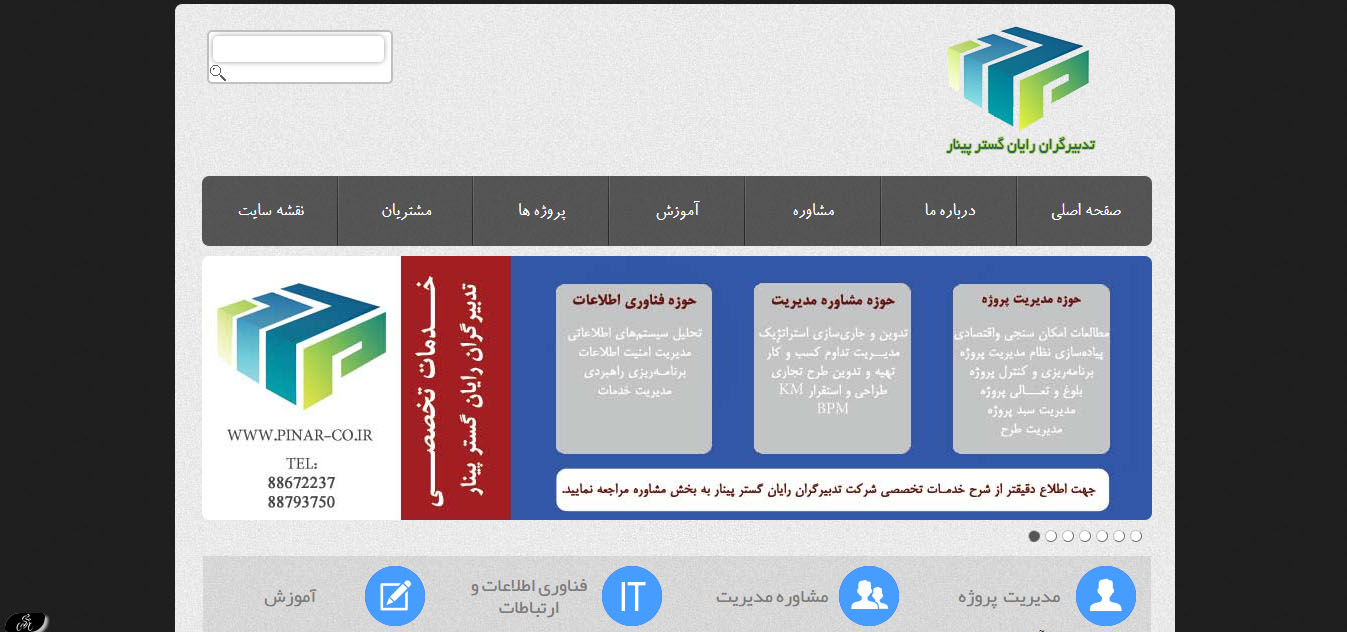 تدبیرگران رایان گستر پینار
صفحه اصلی
درباره ما
مشاوره
آموزش
پروژه ها
مشتریان
نقشه سایت
حوزه مدیریت پروژه
مطالعات امکان سنجی واقتصادی
پیاده‌سازی نظام مدیریت پروژه
برنامه‌ریزی و کنترل پروژه
بلوغ و تعـــالی پروژه
مدیریت سبد پروژه
مدیریت طرح
حوزه مشاوره مدیریت
تدوین و جاری‌سازی استراتژیک
مدیـــریت تداوم کسب و کار
تهیه و تدوین طرح تجاری
طراحی و استقرار KM
BPM
حوزه فناوری اطلاعات
تحلیل سیستم‌های اطلاعاتی
مدیریت امنیت اطلاعات
برنامـه‌ریزی راهبردی
مدیریت خدمات
جهت اطلاع دقیقتر از شرح خدمـات تخصصی شرکت تدبیرگران رایان گستر پینار به بخش مشاوره مراجعه نمایید.
خـــدمات تخصصـــی
تدبیرگران رایان گستر پینار
WWW.PINAR-CO.IR
TEL:
88672237
88793750
مدیریت پروژه
مشاوره مدیریت
IT
فناوری اطلاعات و
ارتباطات
آموزش